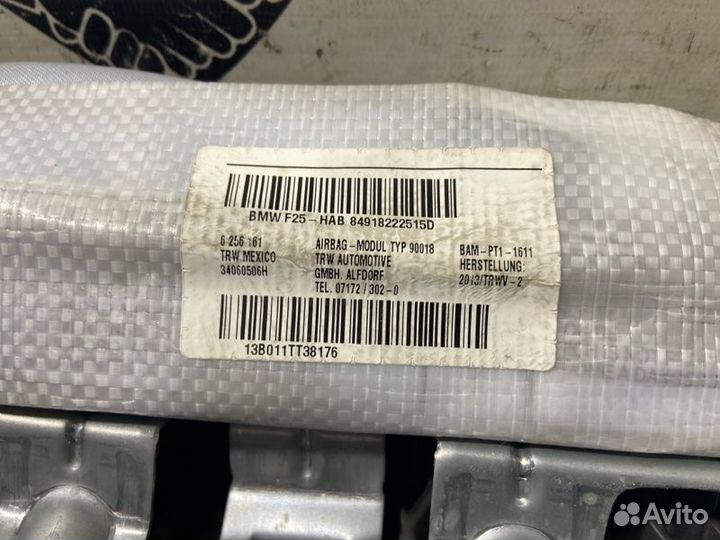 BMW F25-HAB 84918222515D
6 256 161
TRW MEXICO
34060506H
AIRBAG-MODUL TYP 90018
TRW AUTOMOTIVE
GMBH. ALFDORF
TEL. 07172/302-0
BAM-PT1-1611
HERSTELLUNG:
2013/TRWV-2
13B011TT38176
Avito